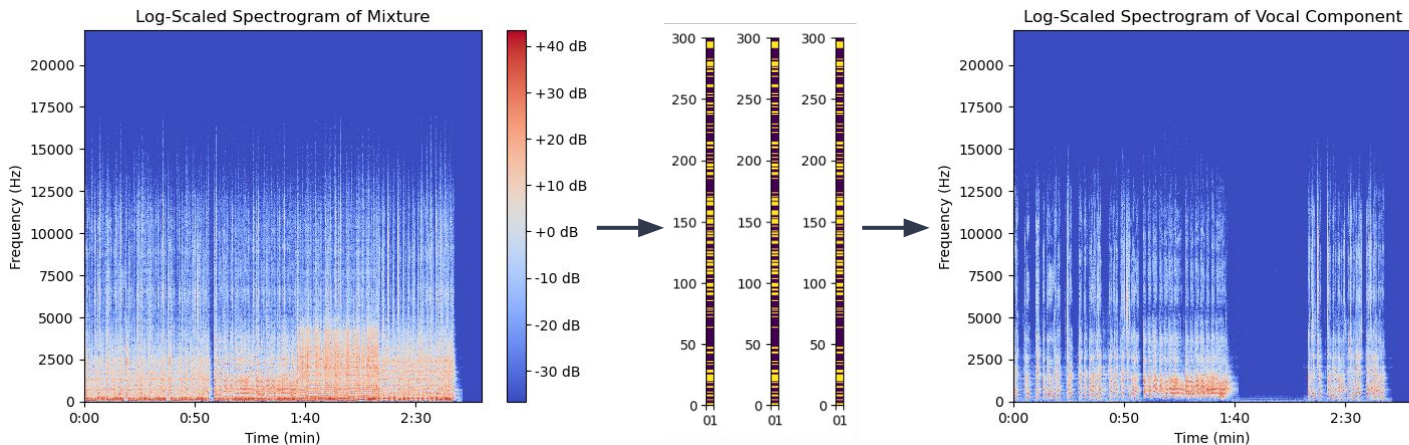 Log-Scaled Spectrogram of Mixture
Frequency (Hz)
20000
17500
15000
12500
10000
7500
5000
2500
0
0:00 0:50 1:40 2:30
Time (min)
+40 dB
+30 dB
+20 dB
+10 dB
+0 dB
-10 dB
-20 dB
-30 dB
300 300 300
250 250 250
200 200 200
150 150 150
100 100 100
50 50 50
0 0 0
01 01 01
Log-Scaled Spectrogram of Vocal Component
Frequency (Hz)
20000
17500
15000
12500
10000
7500
5000
2500
0
0:00 0:50 1:40 2:30
Time (min)